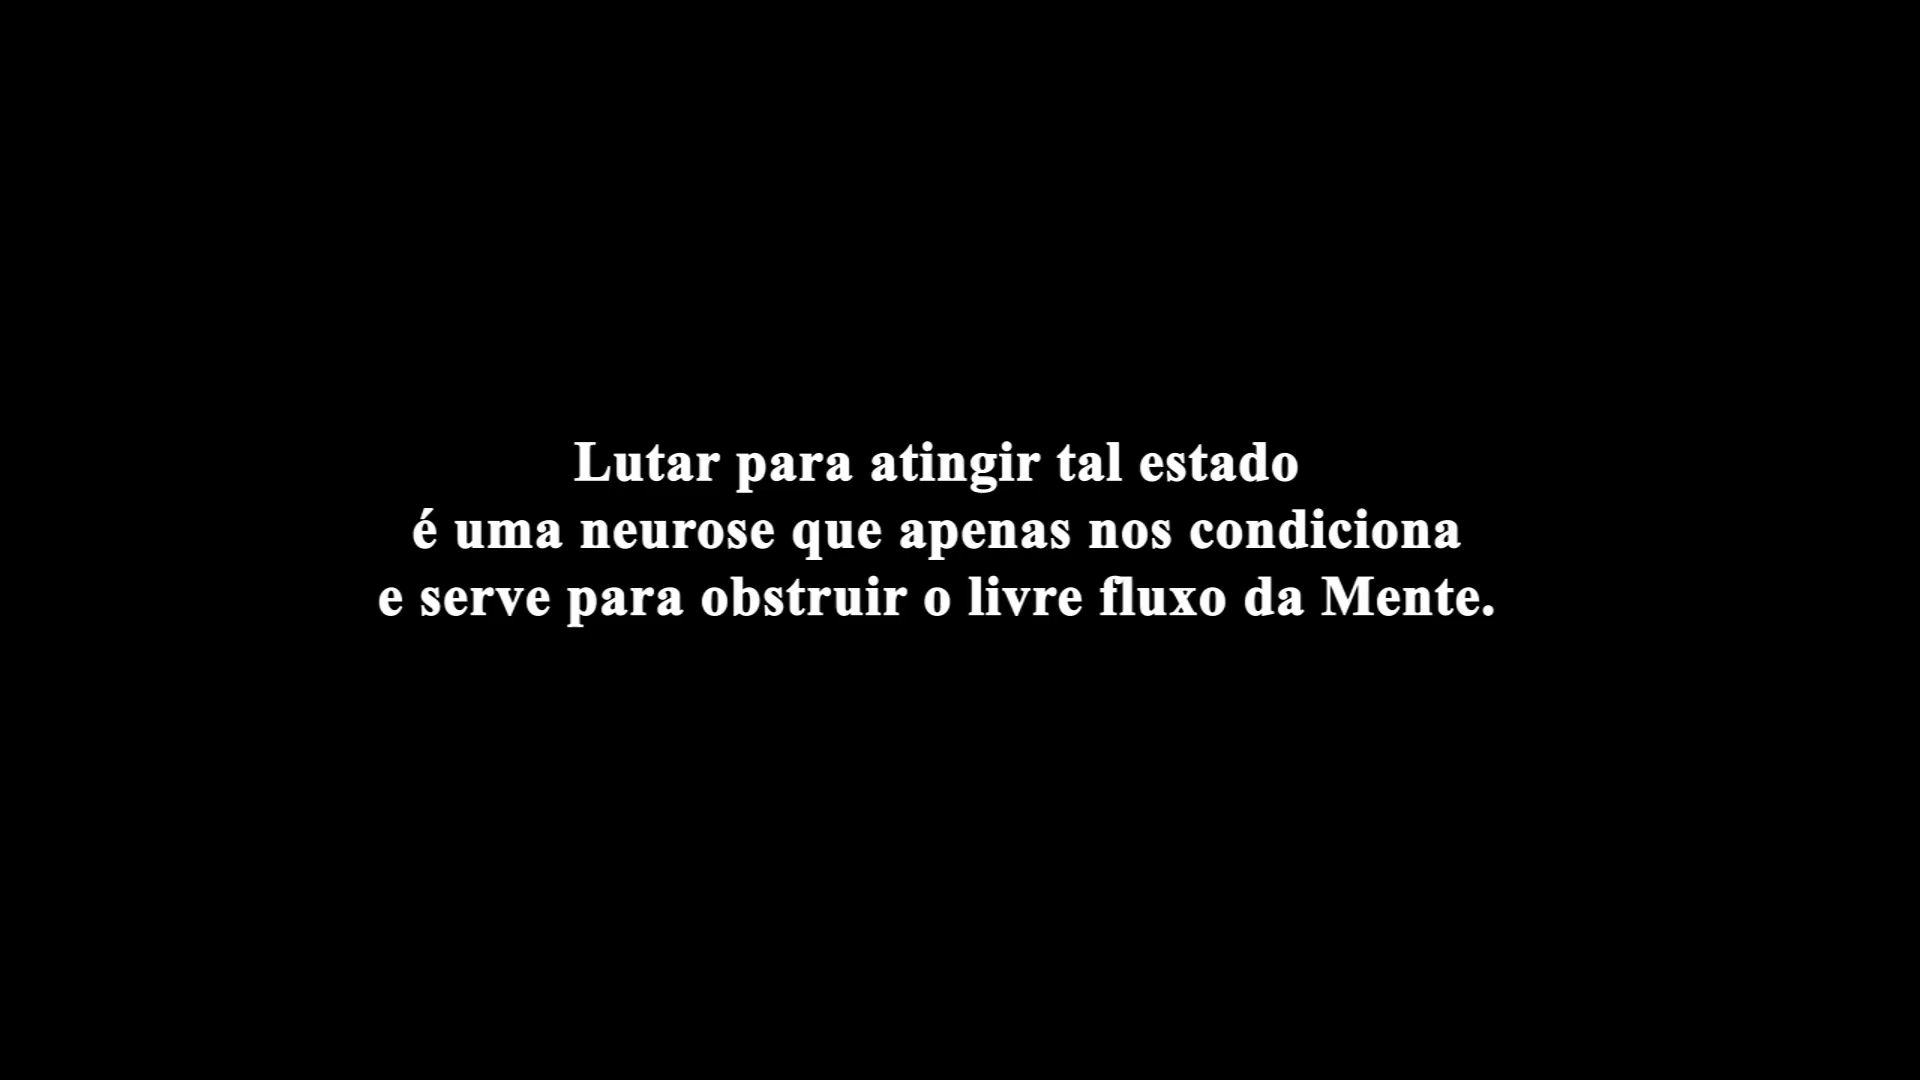 Lutar para atingir tal estado
é uma neurose que apenas nos condiciona
e serve para obstruir o livre fluxo da Mente.